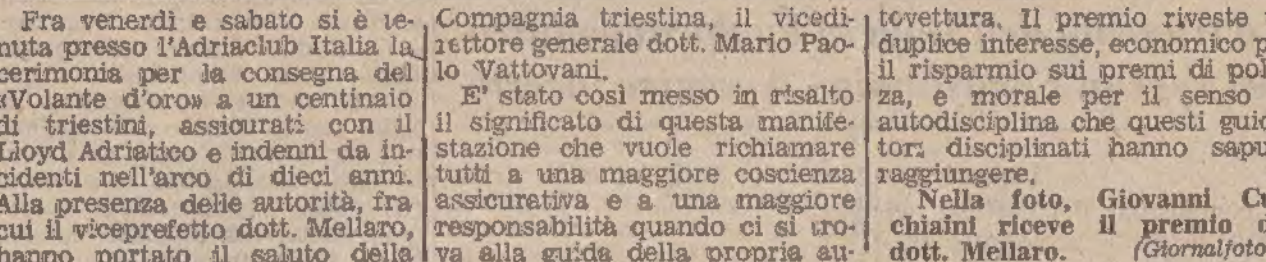 Fra venerdì e sabato si è te-
nuta presso l'Adriaclub Italia la
cerimonia per la consegna del
«Volante d'oro» a un centinaio
di triestini, assicurati con il
Lloyd Adriatico e indenni da in-
cidenti nell'arco di dieci anni.
Alla presenza delle autorità, fra
cui il viceprefetto dott. Mellaro,
hanno portato il saluto della
Compagnia triestina, il vicedi-
rettore generale dott. Mario Pao-
lo Vattovani.
E' stato così messo in risalto
il significato di questa manife-
stazione che vuole richiamare
tutti a una maggiore coscienza
assicurativa e a una maggiore
responsabilità quando ci si tro-
va alla guida della propria au-
tovettura. Il premio riveste
duplice interesse, economico
il risparmio sui premi di
za, e morale per il senso
autodisciplina che questi
tori disciplinati hanno
raggiungere.
Nella foto, Giovanni
chiaini riceve il premio
dott. Mellaro. (Giornalfoto